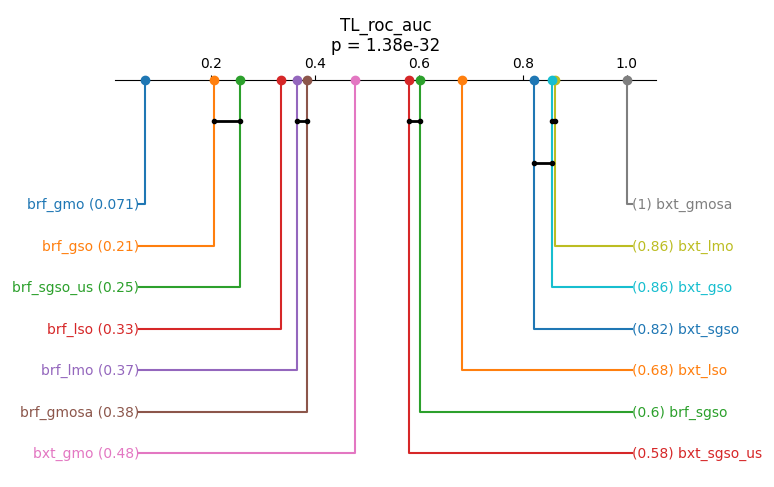 TL_roc_auc
p = 1.38e-32
0.2 0.4 0.6 0.8 1.0
brf_gmo (0.071) (1) bxt_gmosa
brf_gso (0.21) (0.86) bxt_lmo
brf_sgso_us (0.25) (0.86) bxt_gso
brf_lso (0.33) (0.82) bxt_sgso
brf_lmo (0.37) (0.68) bxt_lso
brf_gmosa (0.38) (0.6) brf_sgso
bxt_gmo (0.48) (0.58) bxt_sgso_us